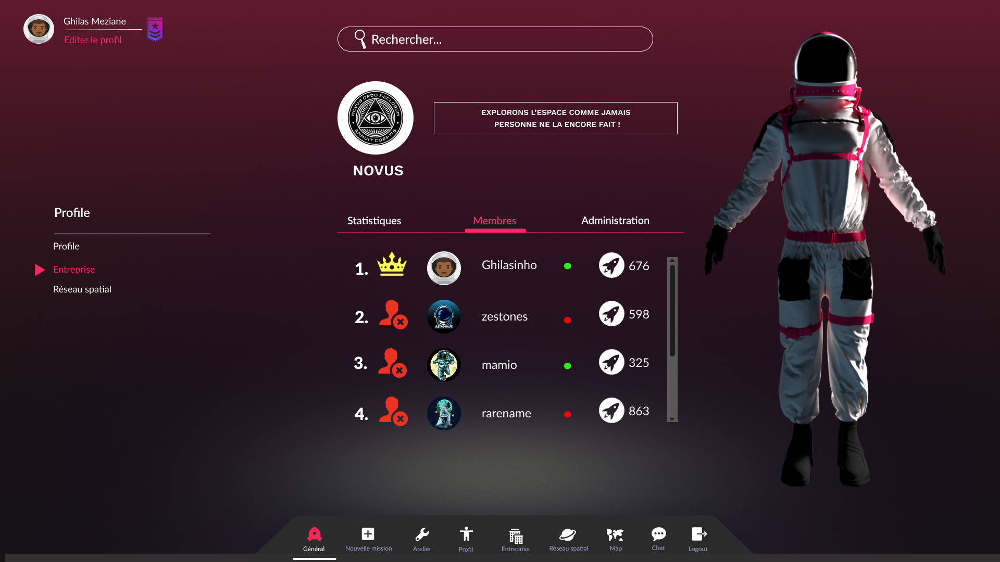 Ghilas Meziane
Editer le profil
Rechercher...
NOVUS ORDO SECLORUM
ANNUIT COEPTIS
EXPLORONS L'ESPACE COMME JAMAIS
PERSONNE NE LA ENCORE FAIT !
NOVUS
Profile
Profile
Entreprise
Réseau spatial
Statistiques Membres Administration
1. Ghilasinho 676
2. ASTRONAUT zestones 598
3. mamio 325
4. rarename 863
Général Nouvelle mission Atelier Profil Entreprise Réseau spatial Map Chat Logout